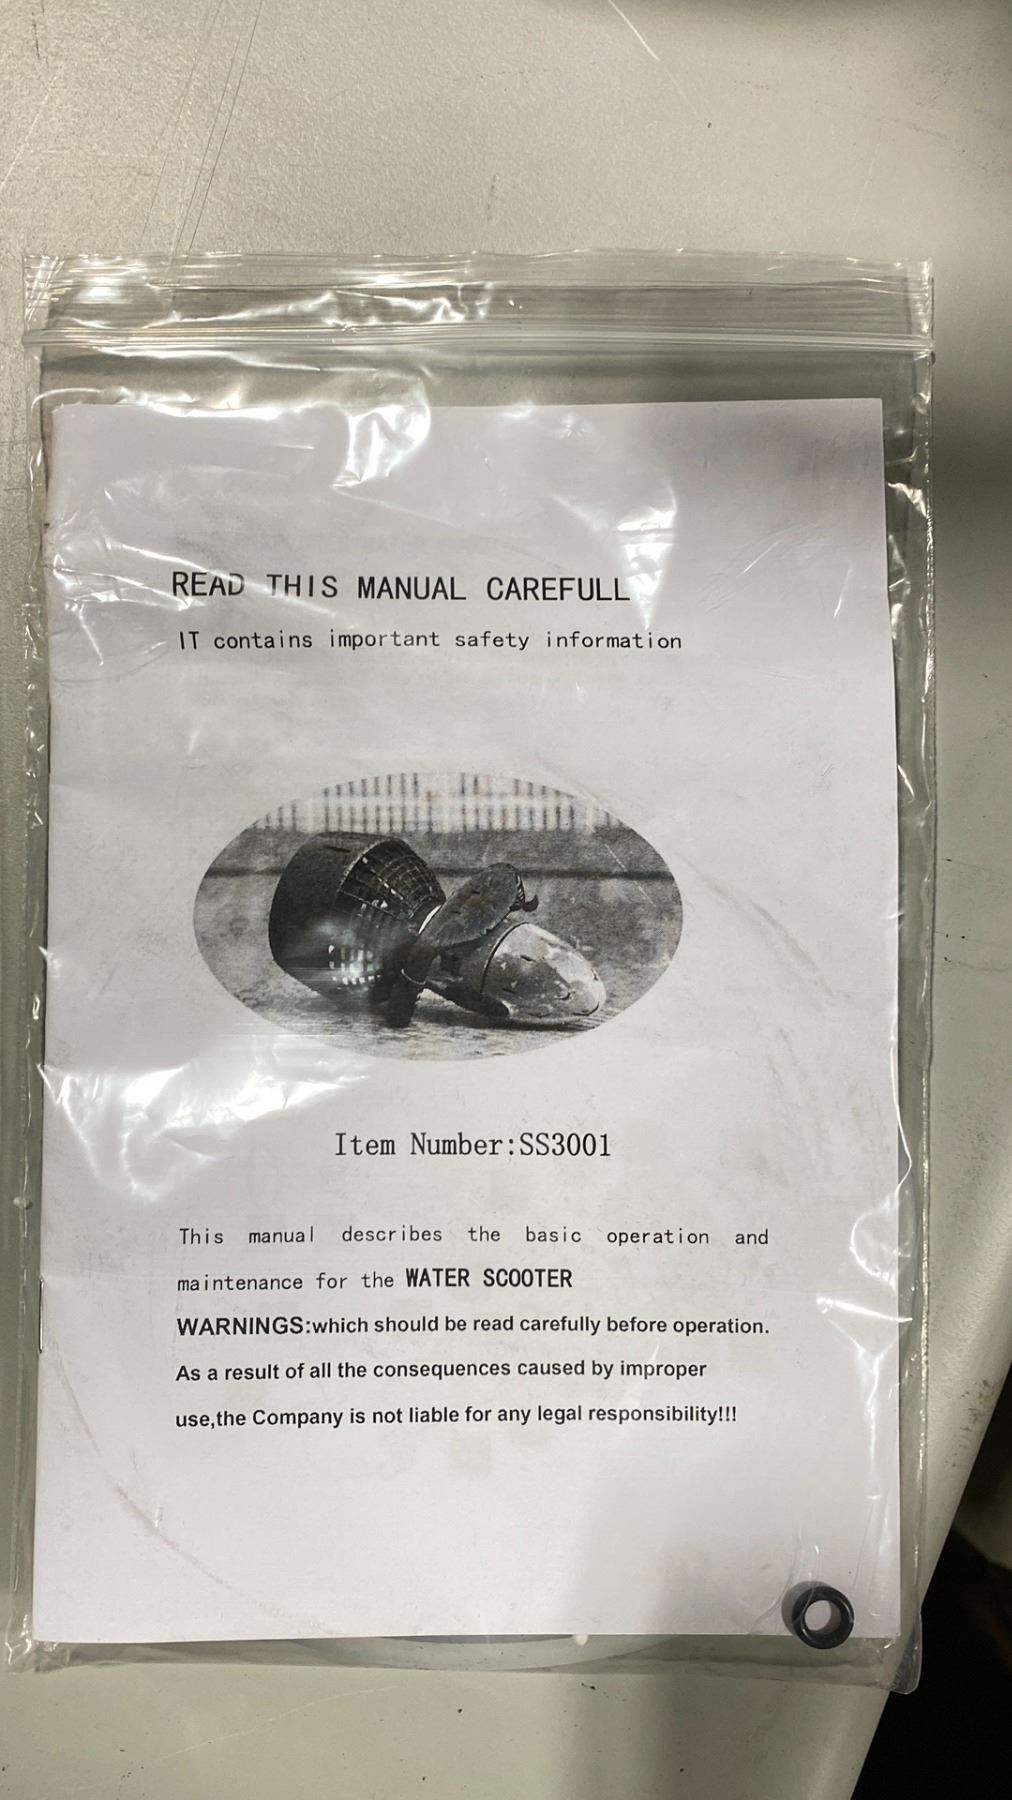 READ THIS MANUAL CAREFULL
IT contains important safety information
Item Number:SS3001
This manual describes the basic operation and
maintenance for the WATER SCOOTER
WARNINGS:which should be read carefully before operation.
As a result of all the consequences caused by improper
use,the Company is not liable for any legal responsibility!!!